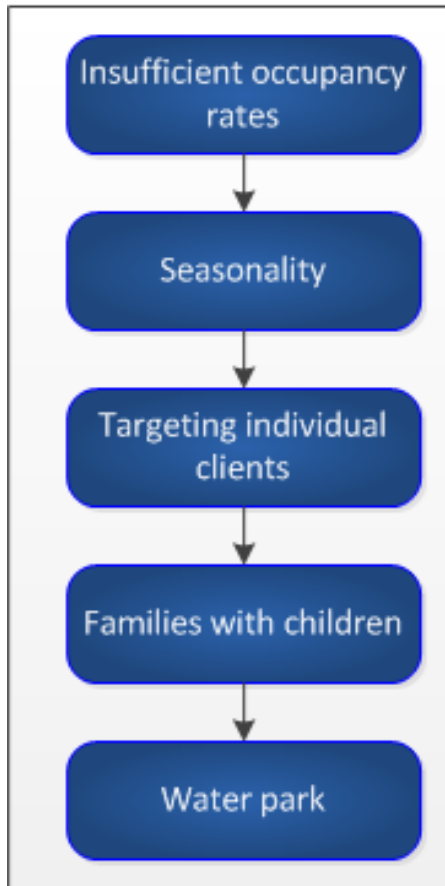 Insufficient occupancy
rates
Seasonality
Targeting individual
clients
Families with children
Water park